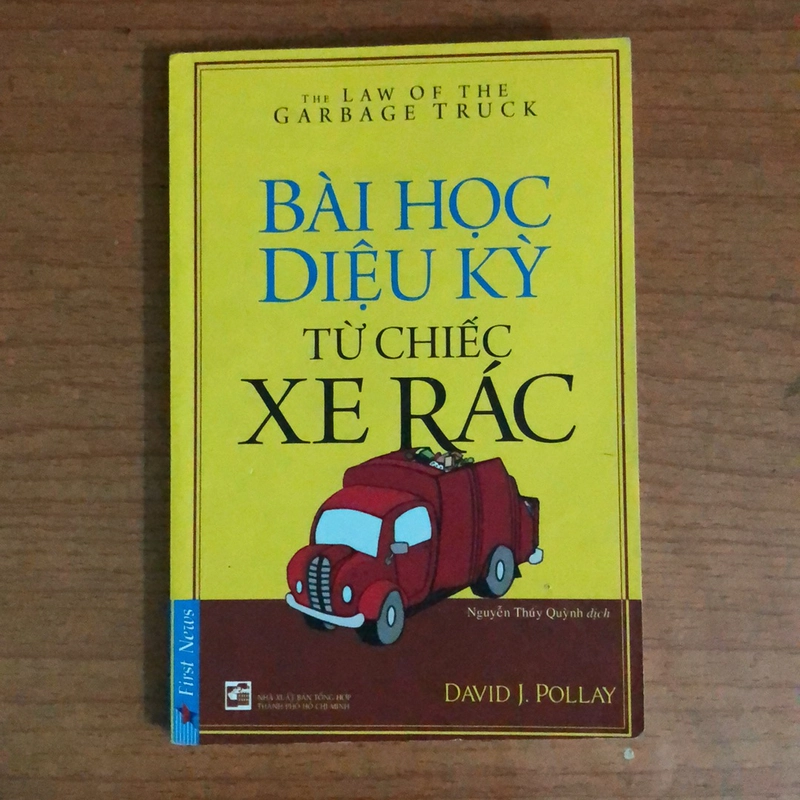 THE LAW OF THE
GARBAGE TRUCK
BÀI HỌC
DIỆU KỲ
TỪ CHIẾC
XE RÁC
Nguyễn Thúy Quỳnh dịch
First News
NHÀ XUẤT BẢN TỔNG HỢP
THÀNH PHỐ HỒ CHÍ MINH
DAVID J. POLLAY